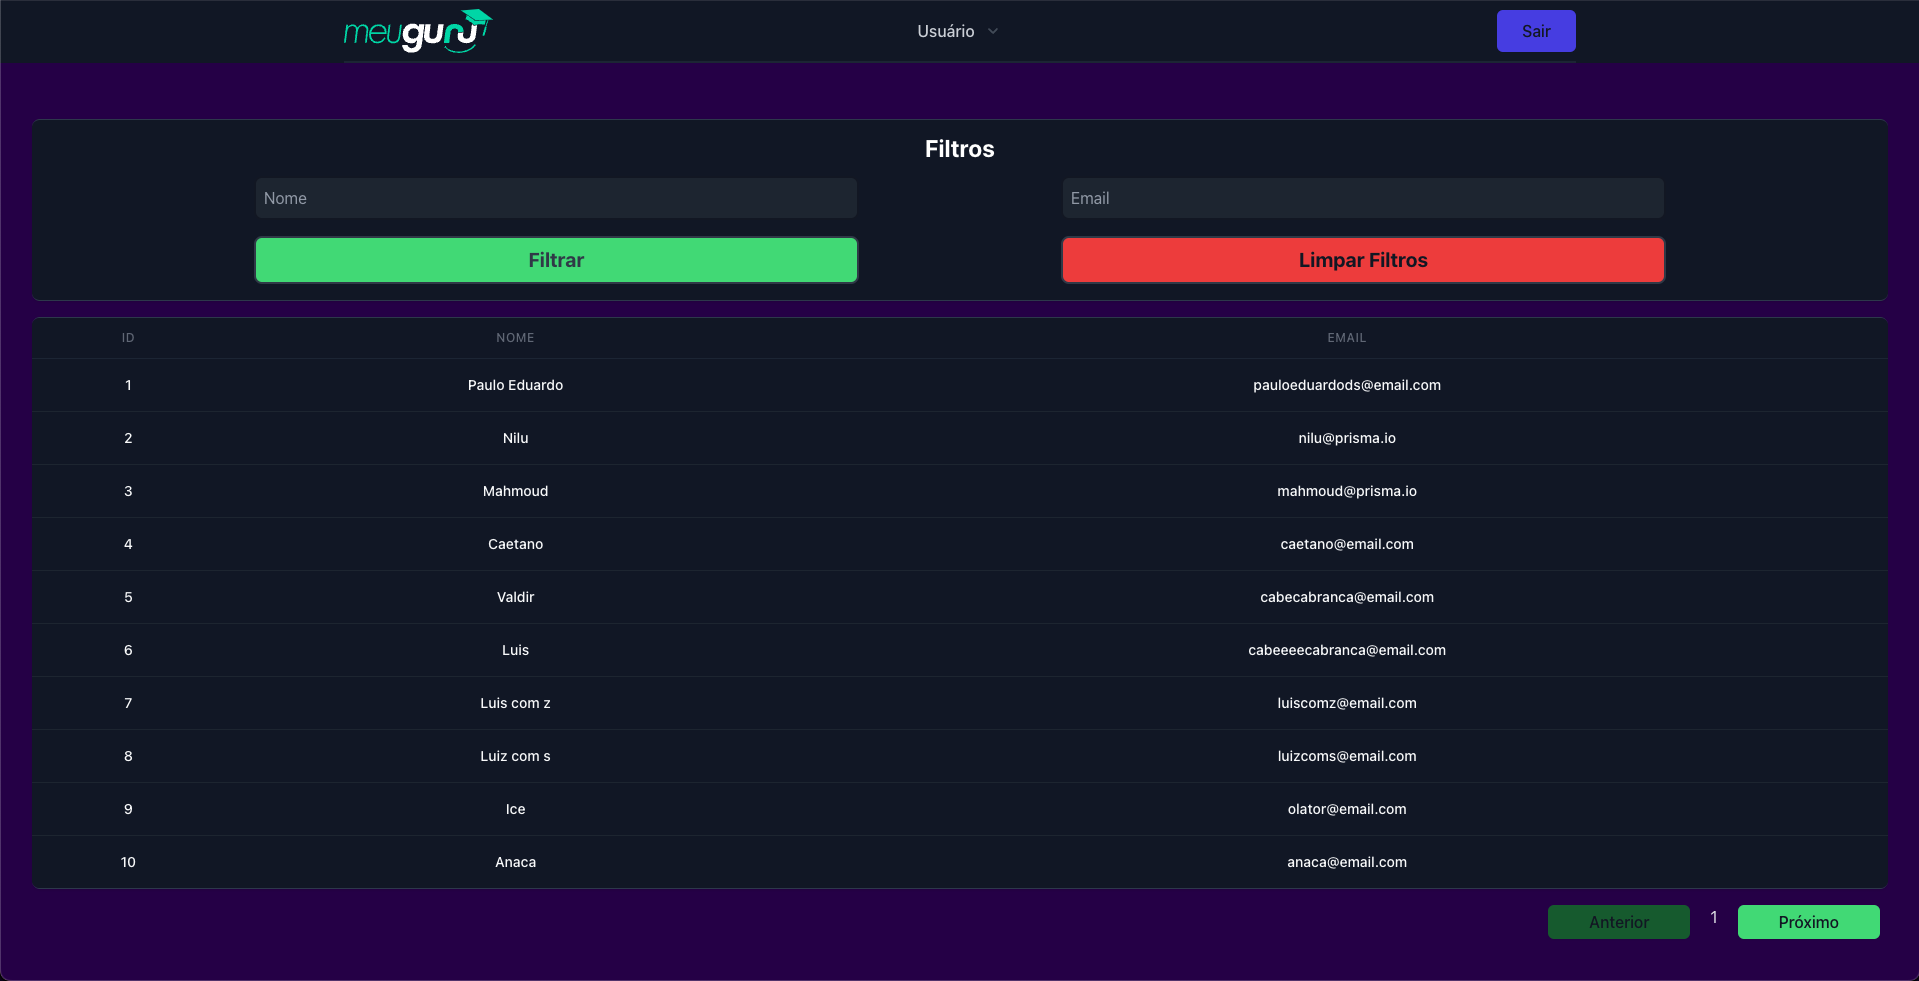 meuguru Usuário Sair
Filtros
Nome Email
Filtrar Limpar Filtros
ID NOME EMAIL
1 Paulo Eduardo pauloeduardods@email.com
2 Nilu nilu@prisma.io
3 Mahmoud mahmoud@prisma.io
4 Caetano caetano@email.com
5 Valdir cabecabranca@email.com
6 Luis cabeeeecabranca@email.com
7 Luis com z luiscomz@email.com
8 Luiz com s luizcoms@email.com
9 Ice olator@email.com
10 Anaca anaca@email.com
Anterior 1 Próximo